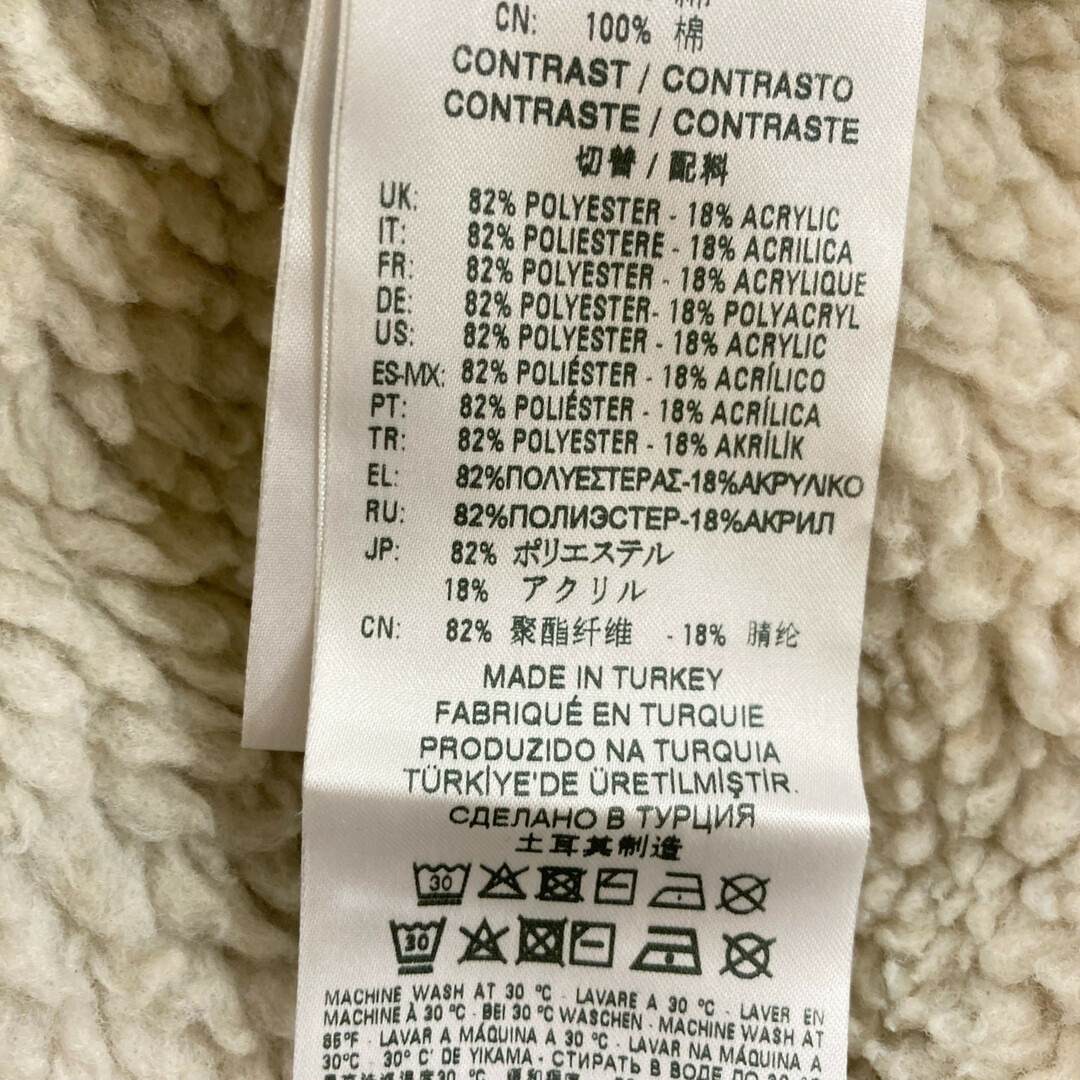 CN: 100% 棉
CONTRAST / CONTRASTO
CONTRASTE / CONTRASTE
切替 / 配料
UK: 82% POLYESTER - 18% ACRYLIC
IT: 82% POLIESTERE - 18% ACRILICA
FR: 82% POLYESTER - 18% ACRYLIQUE
DE: 82% POLYESTER- 18% POLYACRYL
US: 82% POLYESTER - 18% ACRYLIC
ES-MX: 82% POLIÉSTER - 18% ACRÍLICO
PT: 82% POLIÉSTER - 18% ACRÍLICA
TR: 82% POLYESTER - 18% AKRİLİK
EL: 82%ΠΟΛΥΕΣΤΕΡΑΣ-18%ΑΚΡΥΛΙΚΟ
RU: 82%ПОЛИЭСТЕР-18%АКРИЛ
JP: 82% ポリエステル
18% アクリル
CN: 82% 聚酯纤维 - 18% 腈纶
MADE IN TURKEY
FABRIQUÉ EN TURQUIE
PRODUZIDO NA TURQUIA
TÜRKİYE'DE ÜRETİLMİŞTİR.
СДЕЛАНО В ТУРЦИЯ
土耳其制造
30
30
MACHINE WASH AT 30 °C - LAVARE A 30 °C - LAVER EN
MACHINE À 30 °C - BEI 30 °C WASCHEN - MACHINE WASH AT
85°F - LAVAR A MÁQUINA A 30 °C - LAVAR NA MÁQUINA A
30°C - 30° C' DE YIKAMA - СТИРАТЬ В ВОДЕ ДО 30